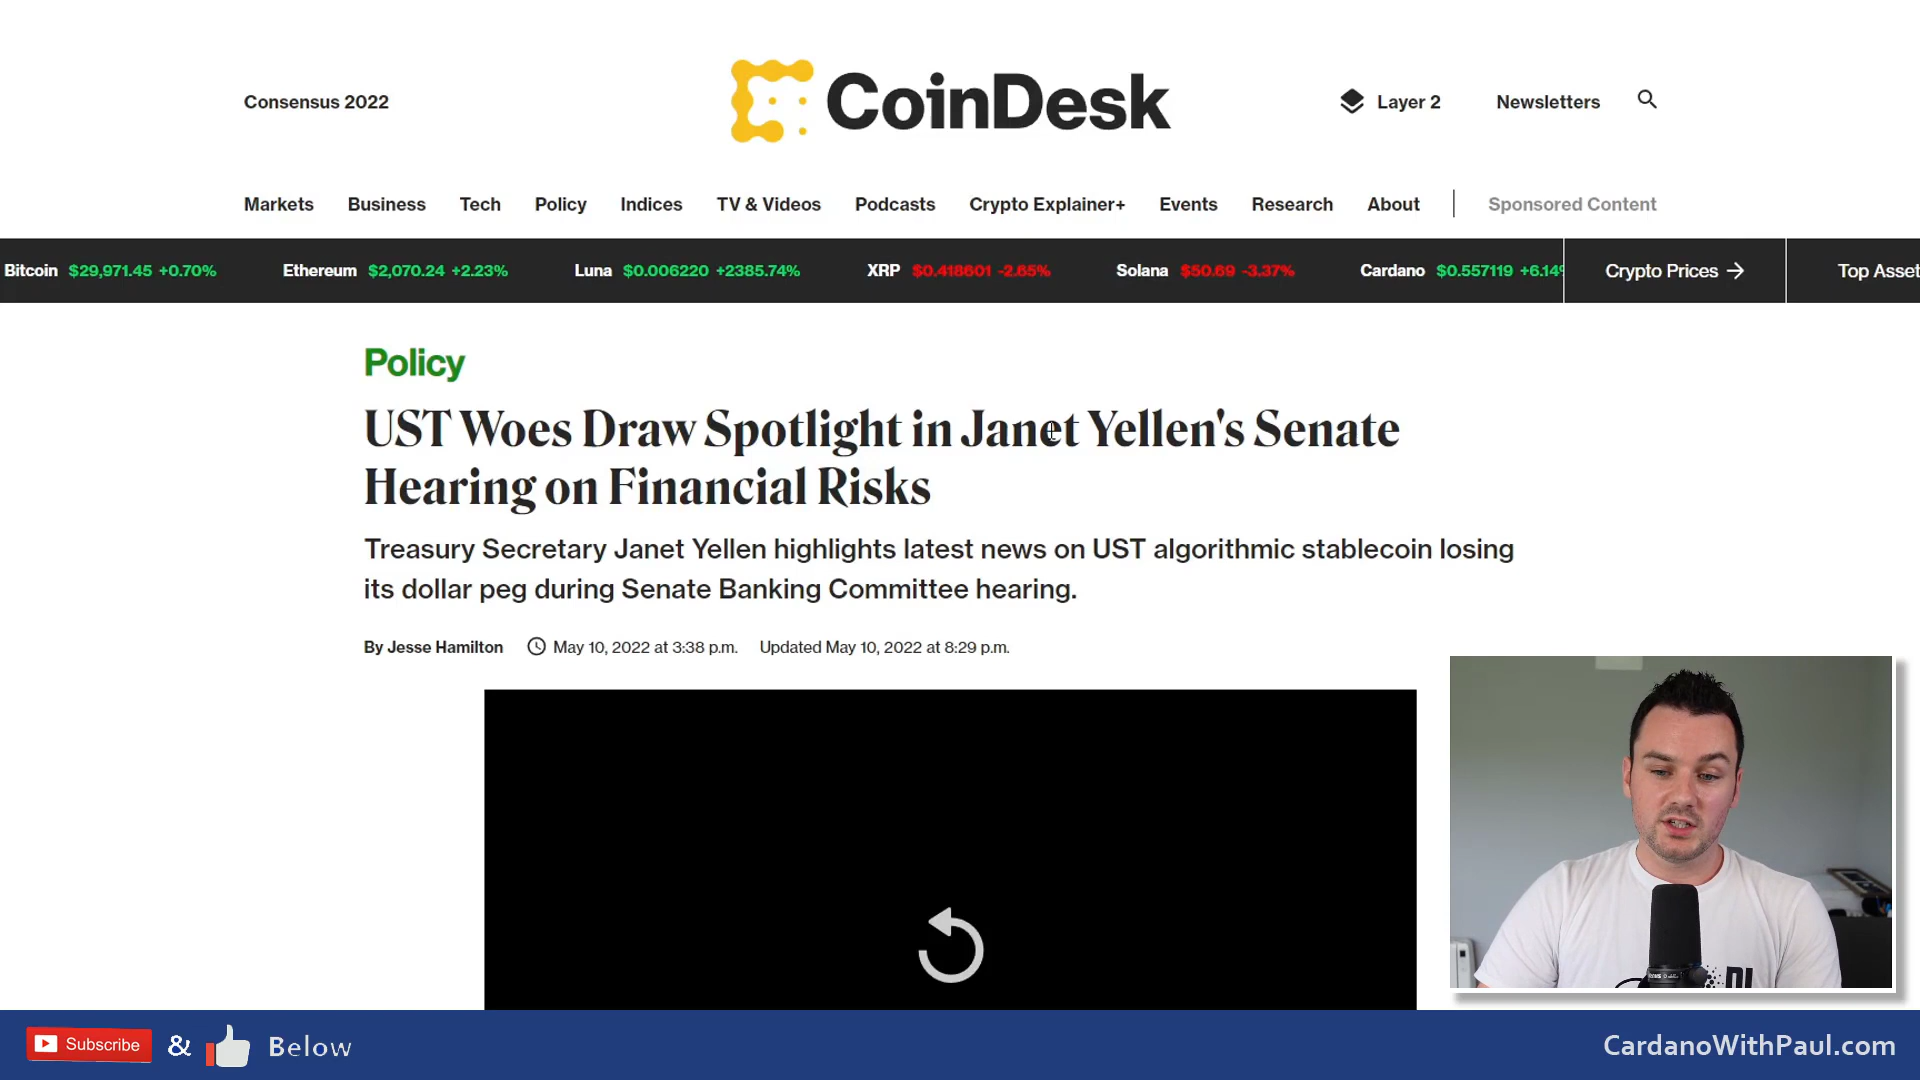 Consensus 2022
CoinDesk
Layer 2
Newsletters
Markets Business Tech Policy Indices TV & Videos Podcasts Crypto Explainer+ Events Research About Sponsored Content
Bitcoin $29,971.45 +0.70% Ethereum $2,070.24 +2.23% Luna $0.006220 +2385.74% XRP $0.418601 -2.65% Solana $50.69 -3.37% Cardano $0.557119 +6.14% Crypto Prices → Top Asset
Policy
UST Woes Draw Spotlight in Janet Yellen's Senate
Hearing on Financial Risks
Treasury Secretary Janet Yellen highlights latest news on UST algorithmic stablecoin losing
its dollar peg during Senate Banking Committee hearing.
By Jesse Hamilton May 10, 2022 at 3:38 p.m. Updated May 10, 2022 at 8:29 p.m.
Subscribe & Below
CardanoWithPaul.com